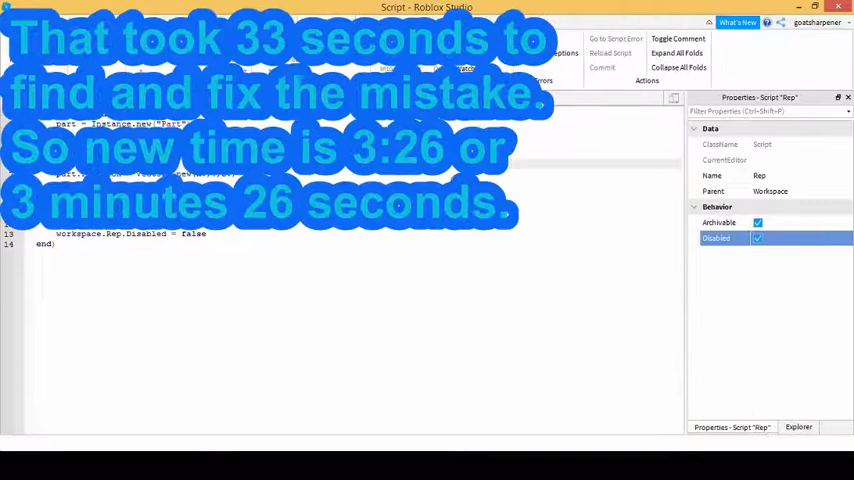 Script - Roblox Studio
That took 33 seconds to
find and fix the mistake.
So new time is 3:26 or
3 minutes 26 seconds.
What's New
goatsharpener
Go to Script Error
Toggle Comment
Reload Script
Expand All Folds
Commit
Collapse All Folds
Actions
Properties - Script "Rep"
Filter Properties (Ctrl+Shift+P)
part = Instance.new("Part"
Data
ClassName Script
CurrentEditor
Name Rep
Parent Workspace
Behavior
Archivable
Disabled
13 workspace.Rep.Disabled = false
14 end)
Properties - Script "Rep"
Explorer